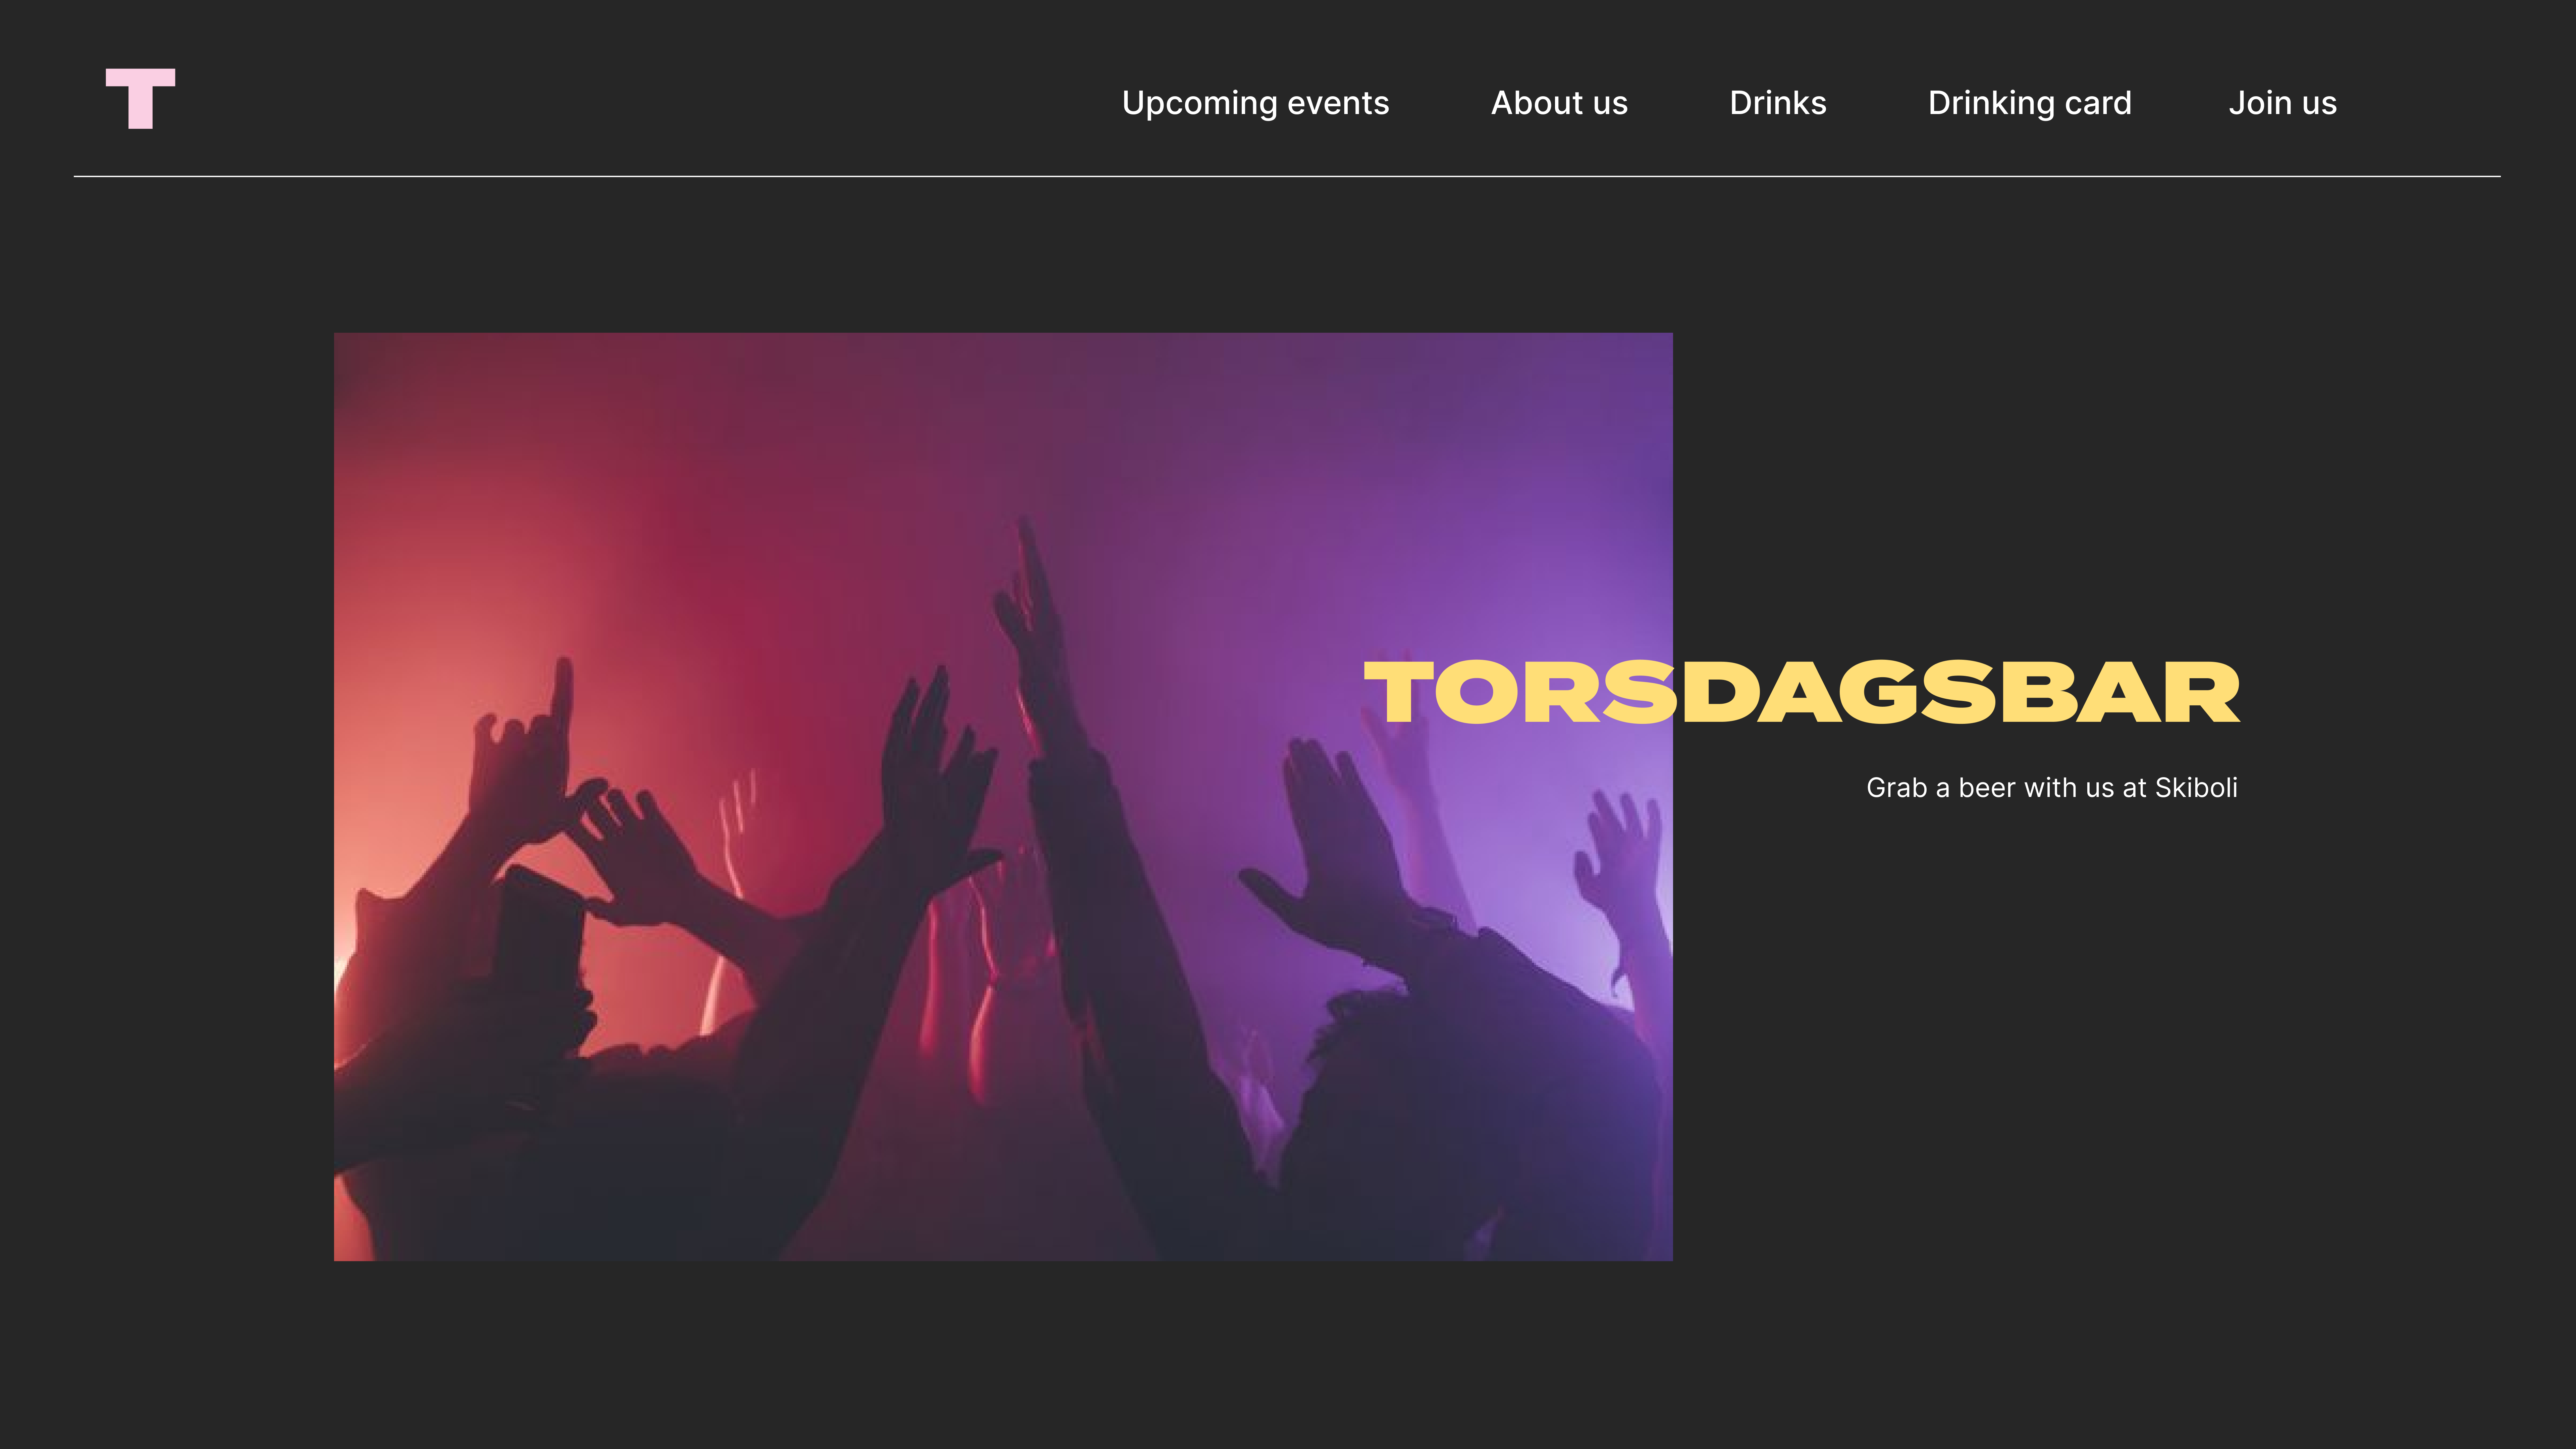 T
Upcoming events
About us
Drinks
Drinking card
Join us
TORSDAGSBAR
Grab a beer with us at Skiboli